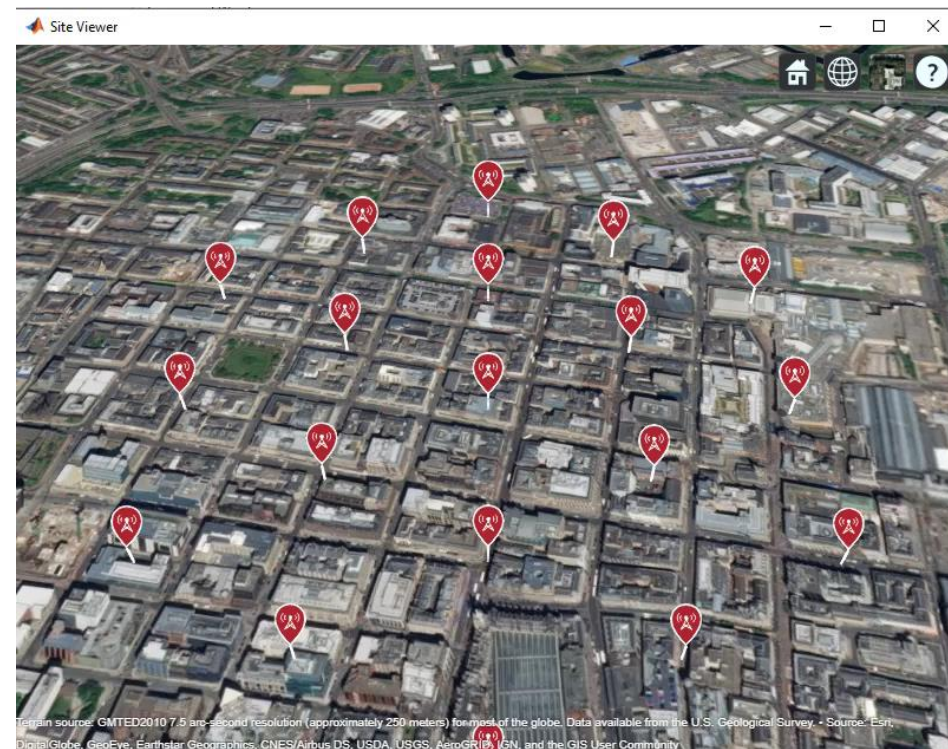 Site Viewer
?
Terrain source: GMTED2010 7.5 arc-second resolution (approximately 250 meters) for most of the globe. Data available from the U.S. Geological Survey. • Source: Esri,
DigitalGlobe, GeoEye, Earthstar Geographics, CNES/Airbus DS, USDA, USGS, AeroGRID, IGN, and the GIS User Community